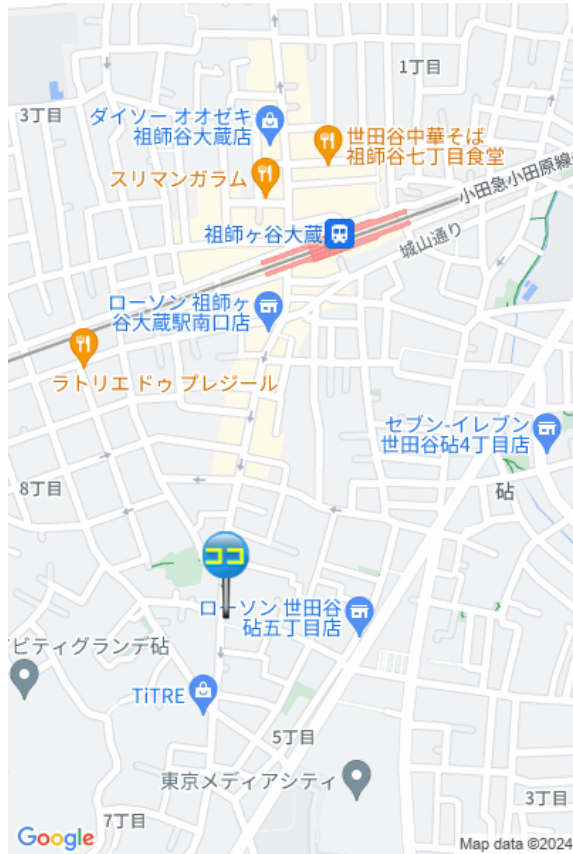 1丁目
3丁目
ダイソー オオゼキ
祖師谷大蔵店
世田谷中華そば
祖師谷七丁目食堂
スリマンガラム
小田急小田原線
祖師ヶ谷大蔵
城山通り
ローソン 祖師ヶ
谷大蔵駅南口店
ラトリエ ドゥ プレジール
セブン-イレブン
世田谷砧4丁目店
8丁目
砧
ココ
ローソン 世田谷
砧五丁目店
ビティグランデ砧
TiTRE
5丁目
東京メディアシティ
3丁目
7丁目
Google
Map data ©2024